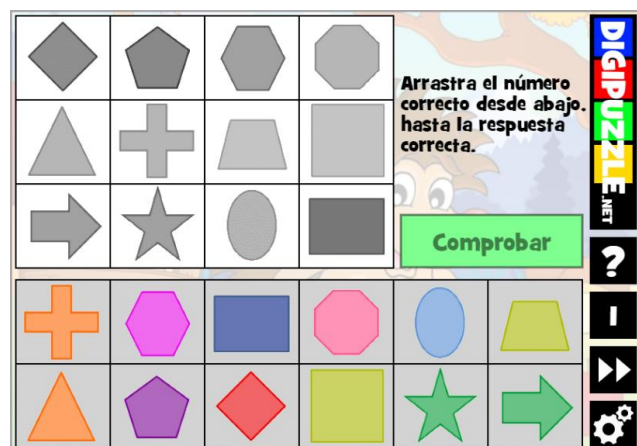 Arrastra el número
correcto desde abajo.
hasta la respuesta
correcta.
Comprobar
DIGIPUZZLE.NET
?
I